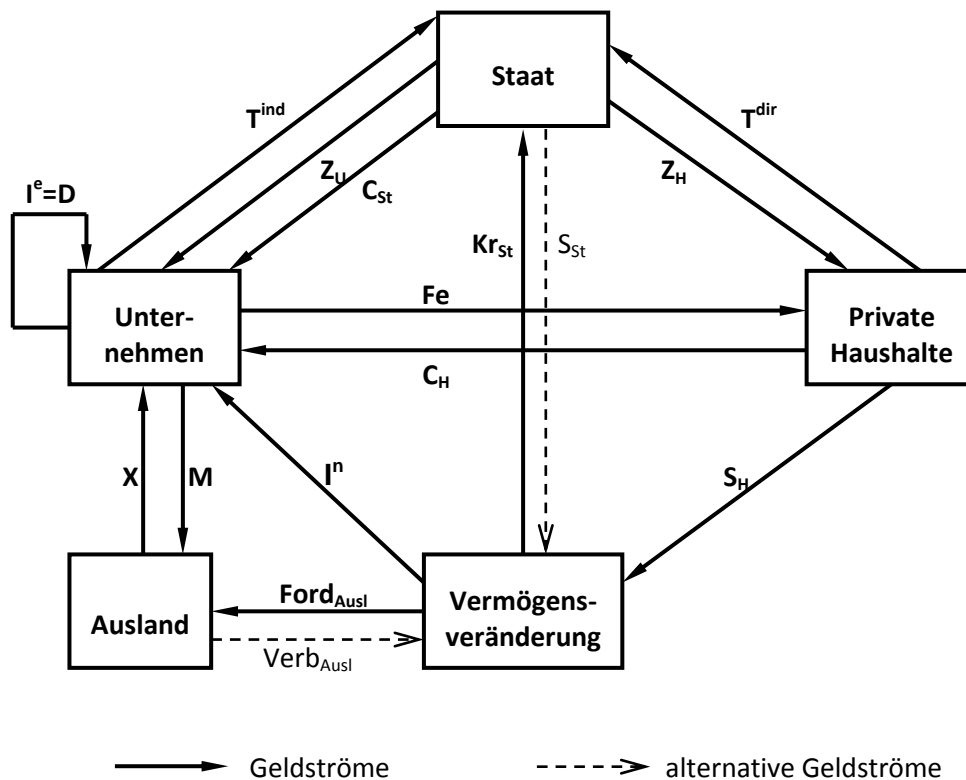 Staat
T^ind
T^dir
Z_U
Z_H
C_St
I^e=D
Kr_St
S_St
Unter-
nehmen
Fe
Private
Haushalte
C_H
X
M
I^n
S_H
Ausland
Ford_Ausl
Vermögens-
veränderung
Verb_Ausl
Geldströme
alternative Geldströme